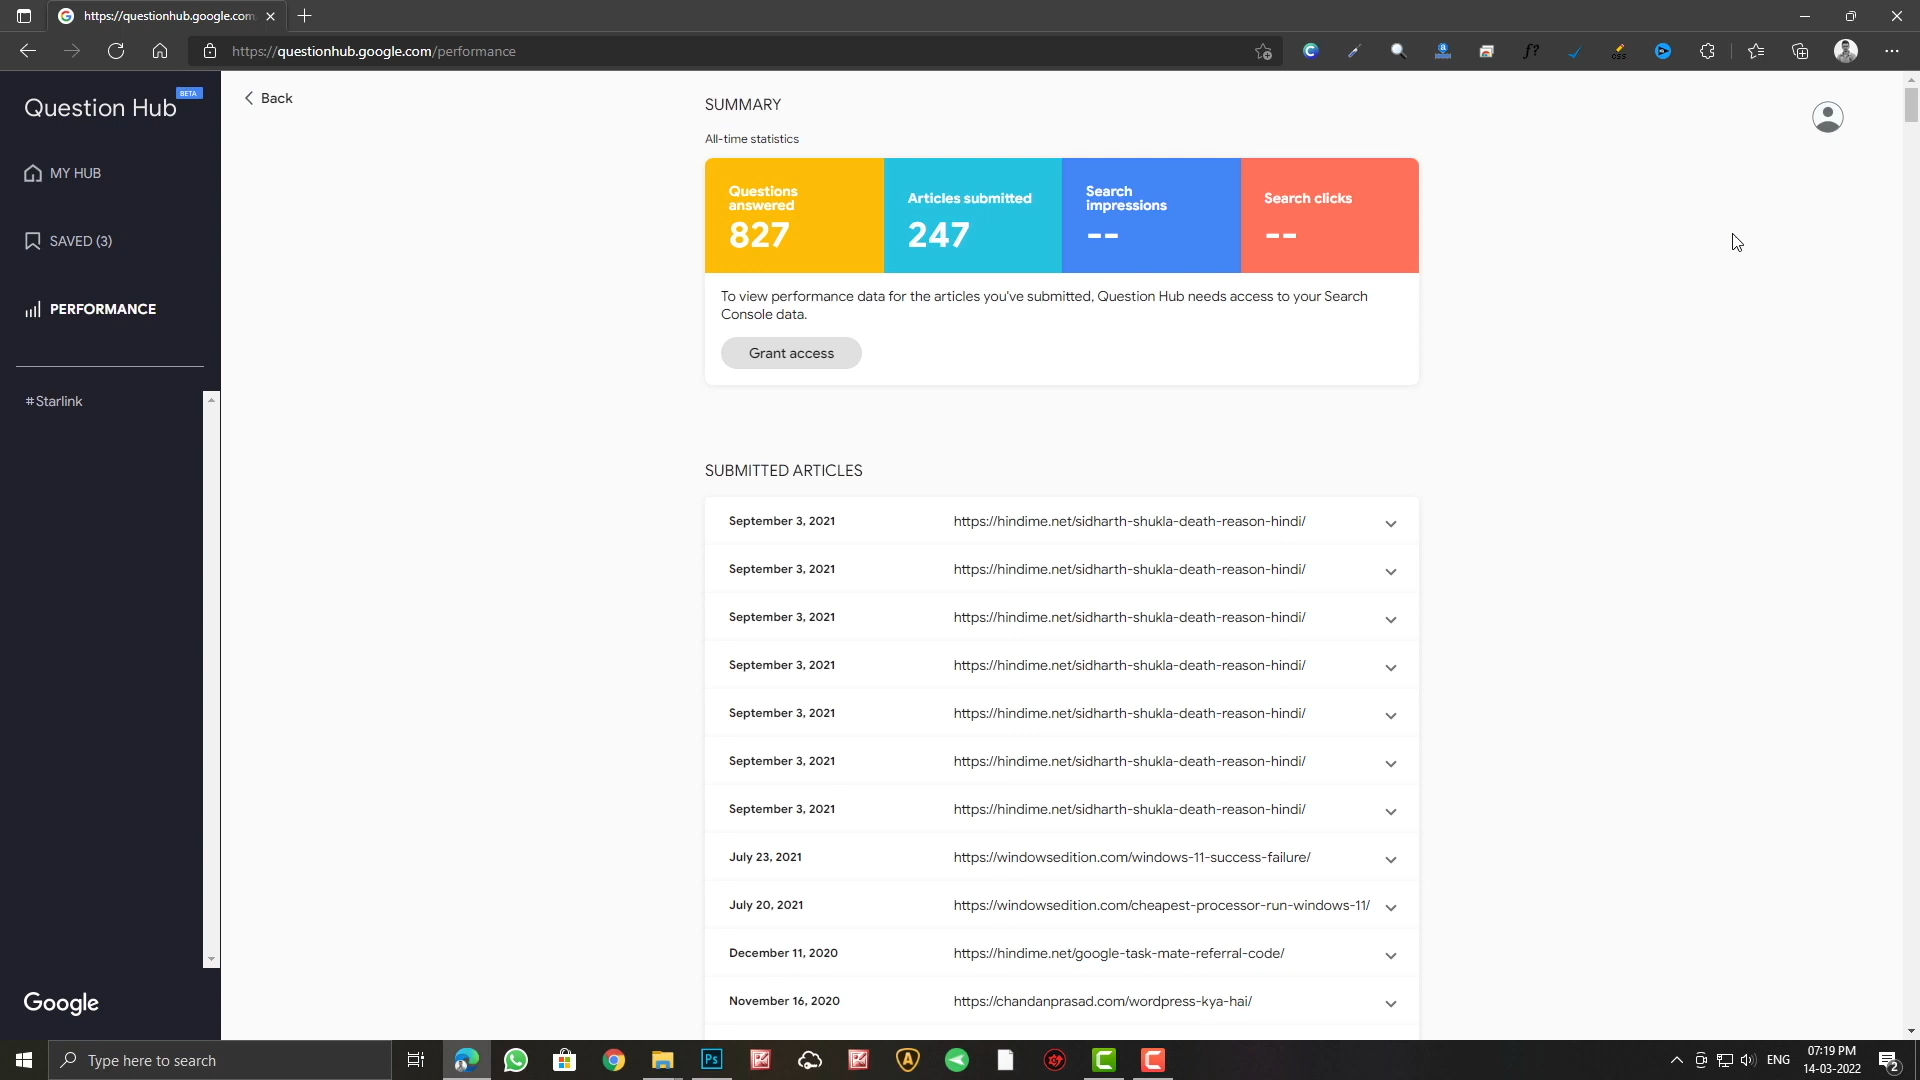 https://questionhub.google.com
https://questionhub.google.com/performance
Question Hub BETA
MY HUB
SAVED (3)
PERFORMANCE
#Starlink
Google
Back
SUMMARY
All-time statistics
Questions answered
827
Articles submitted
247
Search impressions
--
Search clicks
--
To view performance data for the articles you've submitted, Question Hub needs access to your Search
Console data.
Grant access
SUBMITTED ARTICLES
September 3, 2021 https://hindime.net/sidharth-shukla-death-reason-hindi/
September 3, 2021 https://hindime.net/sidharth-shukla-death-reason-hindi/
September 3, 2021 https://hindime.net/sidharth-shukla-death-reason-hindi/
September 3, 2021 https://hindime.net/sidharth-shukla-death-reason-hindi/
September 3, 2021 https://hindime.net/sidharth-shukla-death-reason-hindi/
September 3, 2021 https://hindime.net/sidharth-shukla-death-reason-hindi/
September 3, 2021 https://hindime.net/sidharth-shukla-death-reason-hindi/
July 23, 2021 https://windowsedition.com/windows-11-success-failure/
July 20, 2021 https://windowsedition.com/cheapest-processor-run-windows-11/
December 11, 2020 https://hindime.net/google-task-mate-referral-code/
November 16, 2020 https://chandanprasad.com/wordpress-kya-hai/
Type here to search
Ps
ENG
07:19 PM
14-03-2022
2